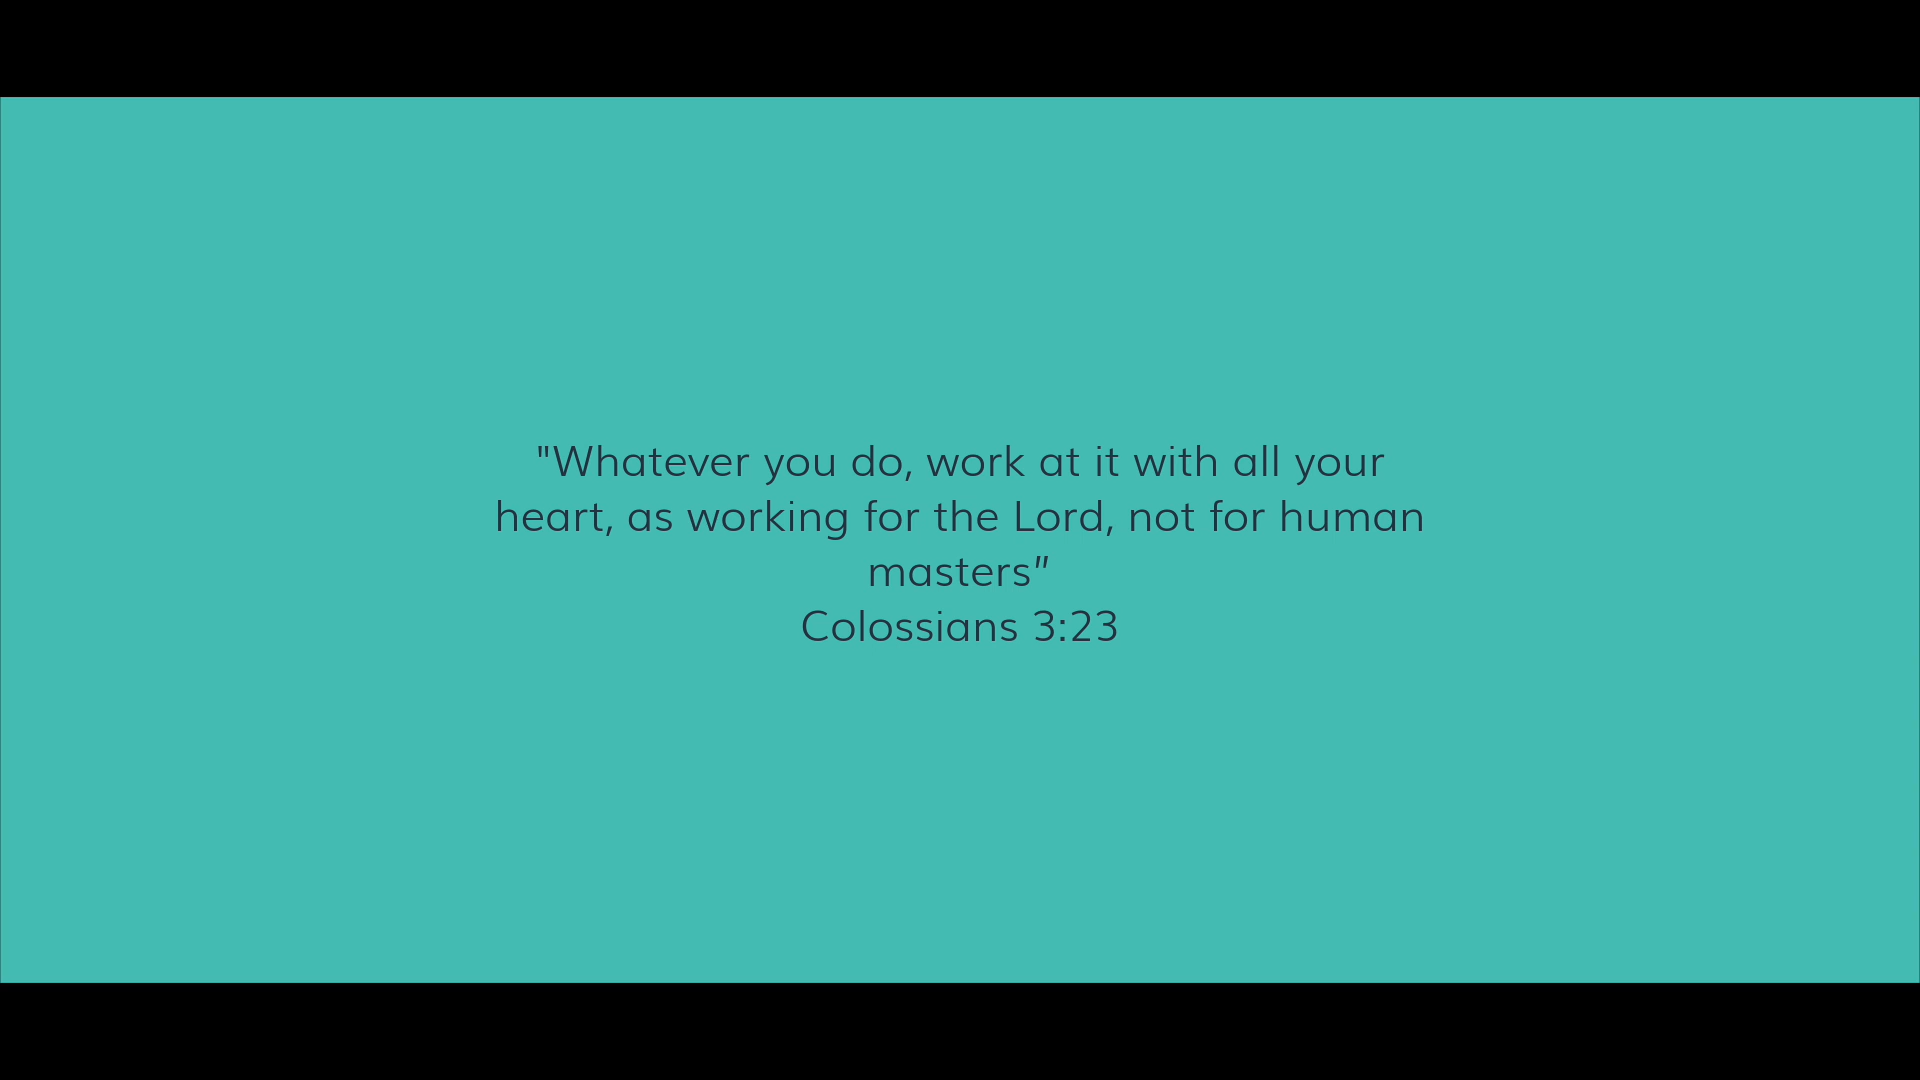 "Whatever you do, work at it with all your
heart, as working for the Lord, not for human
masters”
Colossians 3:23